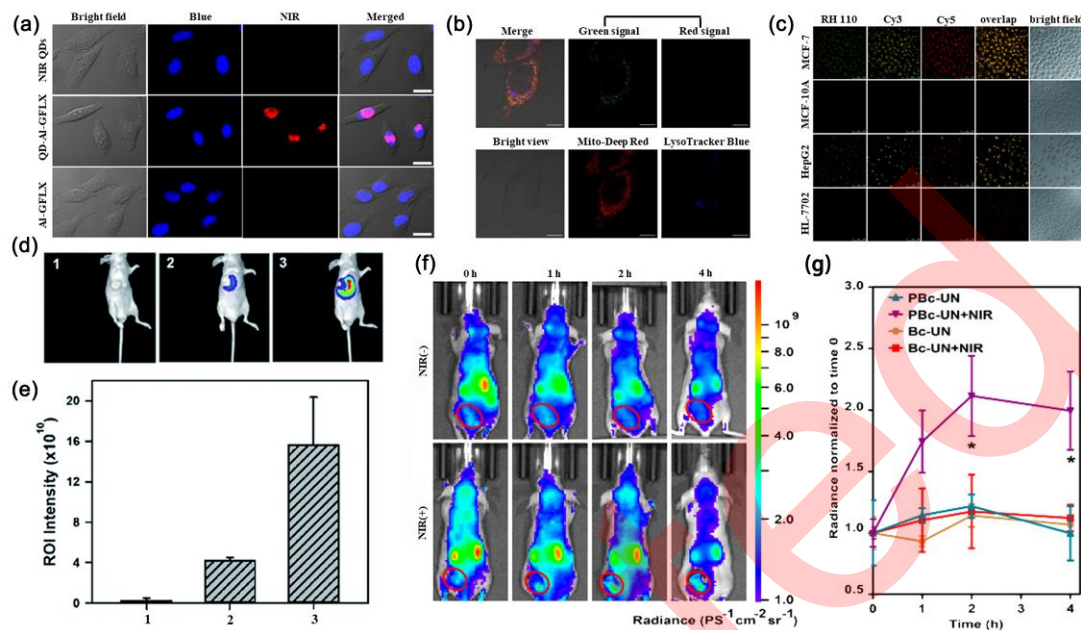 (a)
Bright field Blue NIR Merged
NIR QDs
QD-Al-GFLX
Al-GFLX
(b)
Merge Green signal Red signal
Bright view Mito-Deep Red LysoTracker Blue
(c)
RH 110 Cy3 Cy5 overlap bright field
MCF-7
MCF-10A
HepG2
HL-7702
(d)
1 2 3
(e)
ROI Intensity (x10¹⁰)
20
16
12
8
4
0
1 2 3
(f)
0 h 1 h 2 h 4 h
NIR(-)
NIR(+)
10⁹
8.0
6.0
4.0
2.0
1.0
Radiance (PS⁻¹cm⁻²sr⁻¹)
(g)
PBc-UN
PBc-UN+NIR
Bc-UN
Bc-UN+NIR
Radiance normalized to time 0
3.0
2.5
2.0
1.5
1.0
0.5
* *
0 1 2 3 4
Time (h)